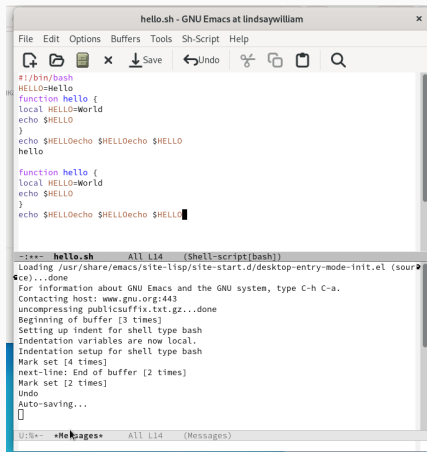 hello.sh - GNU Emacs at lindsaywilliam ×
File Edit Options Buffers Tools Sh-Script Help
Save Undo
#!/bin/bash
HELLO=Hello
function hello {
local HELLO=World
echo $HELLO
}
echo $HELLOecho $HELLOecho $HELLO
hello
function hello {
local HELLO=World
echo $HELLO
}
echo $HELLOecho $HELLOecho $HELLO
-:**- hello.sh All L14 (Shell-script[bash])
Loading /usr/share/emacs/site-lisp/site-start.d/desktop-entry-mode-init.el (sour
ce)...done
For information about GNU Emacs and the GNU system, type C-h C-a.
Contacting host: www.gnu.org:443
uncompressing publicsuffix.txt.gz...done
Beginning of buffer [3 times]
Setting up indent for shell type bash
Indentation variables are now local.
Indentation setup for shell type bash
Mark set [4 times]
next-line: End of buffer [2 times]
Mark set [2 times]
Undo
Auto-saving...
U:%*- *Messages* All L14 (Messages)